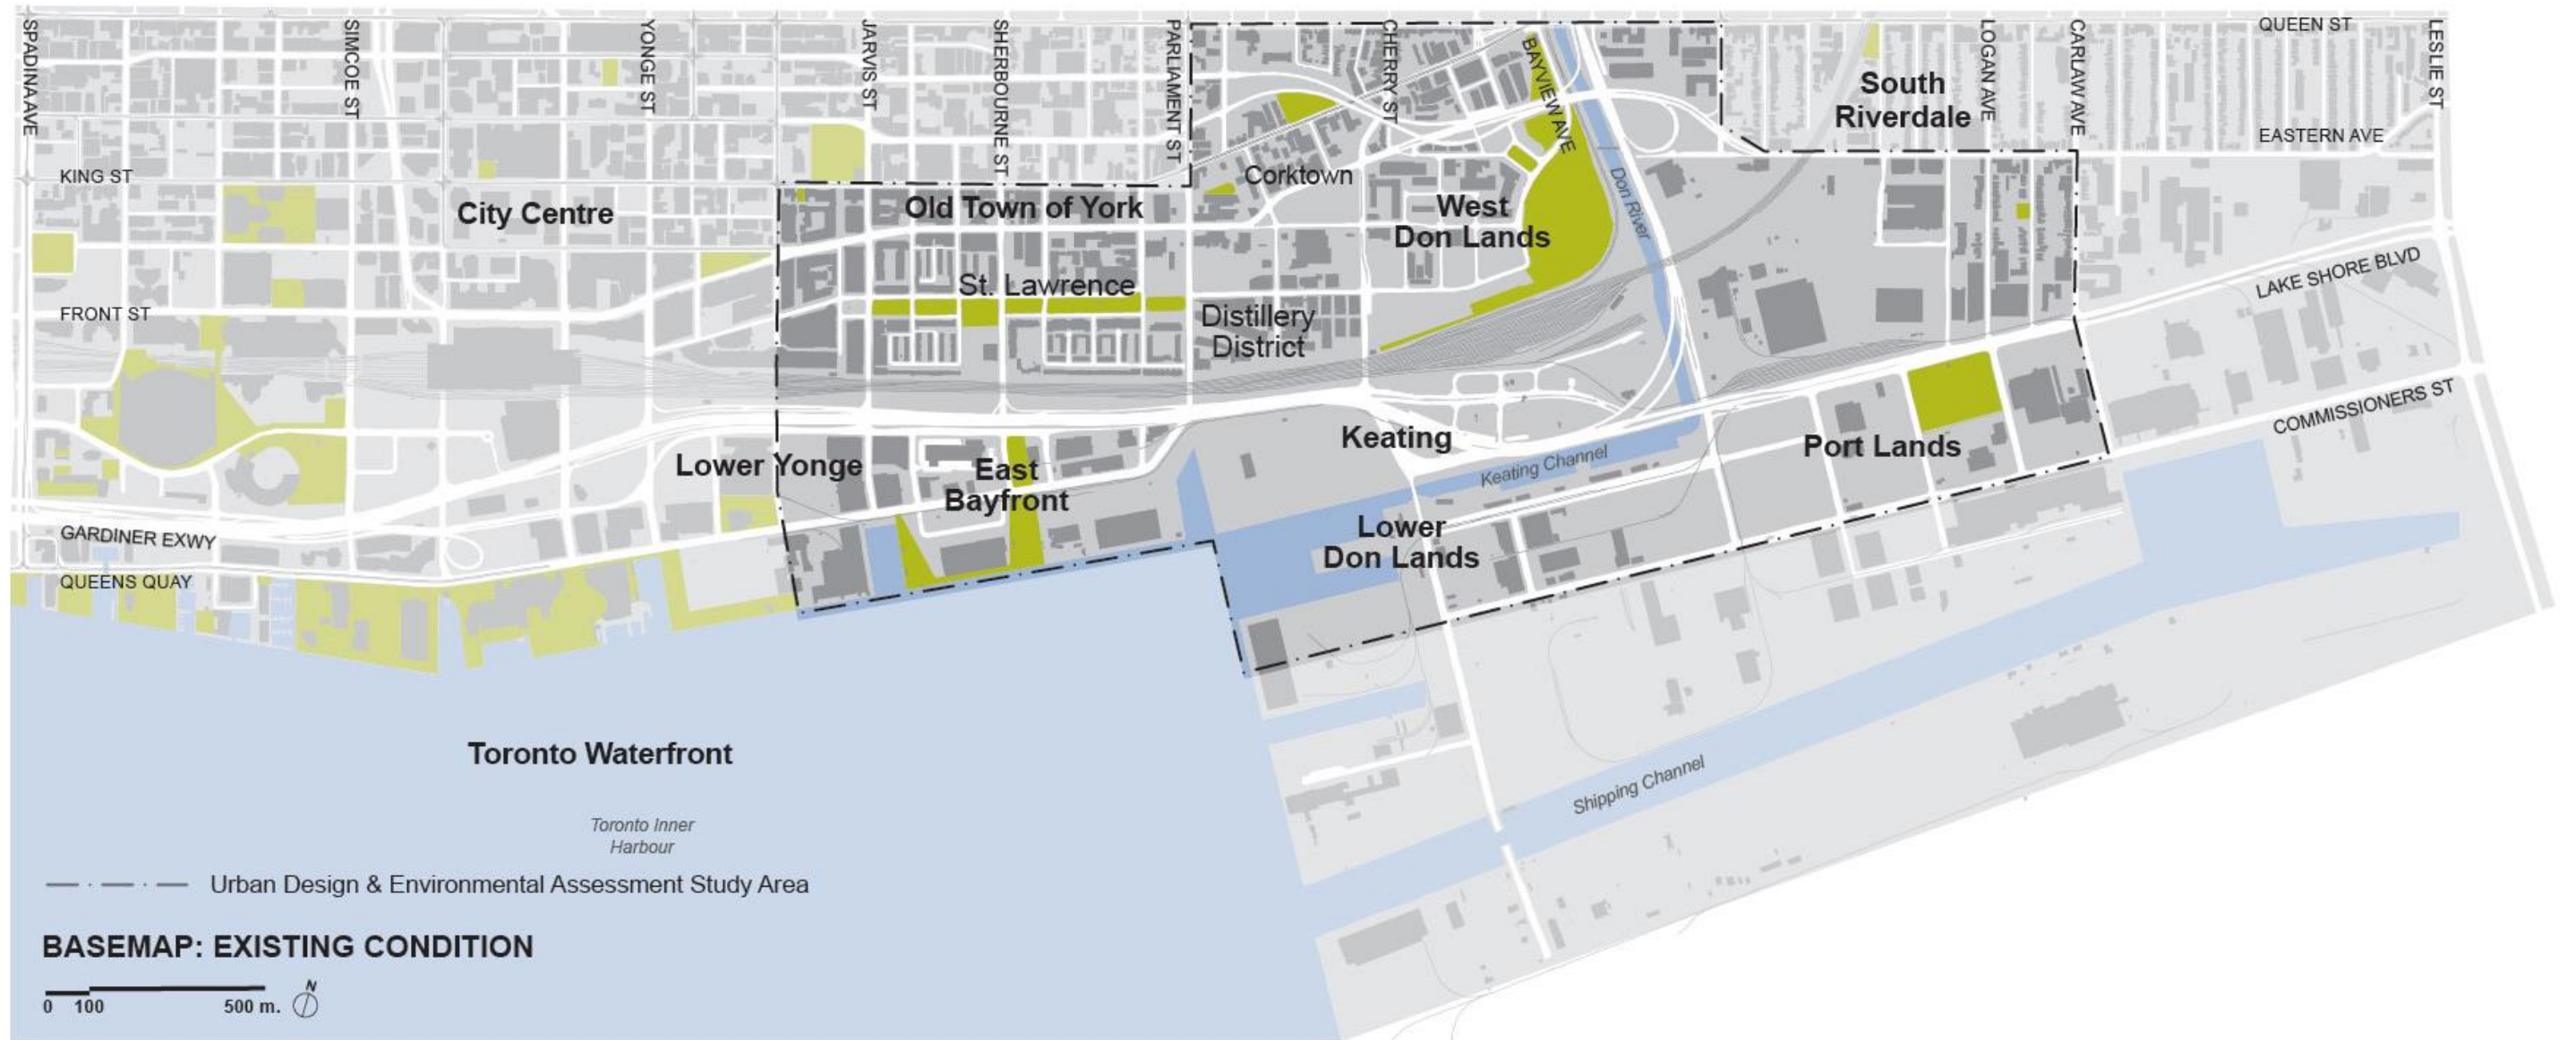 SPADINA AVE
SIMCOE ST
YONGE ST
JARVIS ST
SHERBOURNE ST
PARLIAMENT ST
CHERRY ST
BAYVIEW AVE
LOGAN AVE
CARLAW AVE
QUEEN ST
LESLIE ST
South
Riverdale
EASTERN AVE
KING ST
City Centre
Old Town of York
Corktown
West
Don Lands
Don River
St. Lawrence
Distillery
District
FRONT ST
LAKE SHORE BLVD
COMMISSIONERS ST
Lower Yonge
East
Bayfront
Keating
Keating Channel
Port Lands
Lower
Don Lands
GARDINER EXWY
QUEENS QUAY
Toronto Waterfront
Toronto Inner
Harbour
Shipping Channel
Urban Design & Environmental Assessment Study Area
BASEMAP: EXISTING CONDITION
0 100 500 m.
N